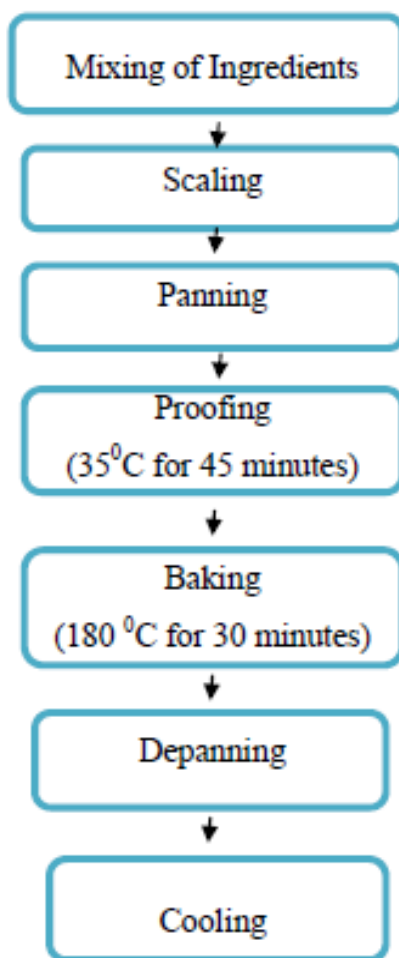 Mixing of Ingredients
Scaling
Panning
Proofing
(35⁰C for 45 minutes)
Baking
(180 ⁰C for 30 minutes)
Depanning
Cooling